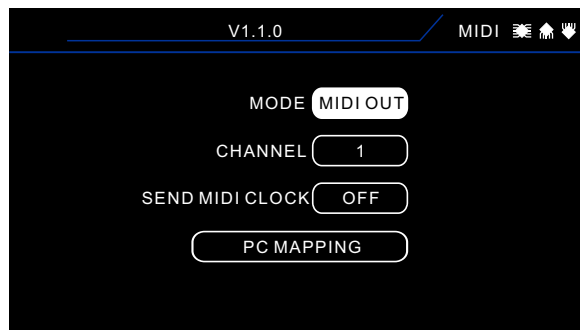 V1.1.0 MIDI
MODE MIDI OUT
CHANNEL 1
SEND MIDI CLOCK OFF
PC MAPPING